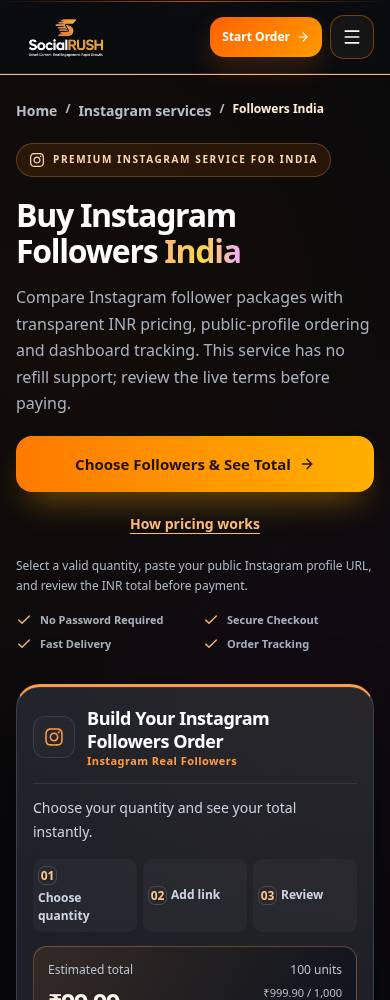 SocialRUSH
Start Order
Home / Instagram services / Followers India
PREMIUM INSTAGRAM SERVICE FOR INDIA
Buy Instagram
Followers India
Compare Instagram follower packages with
transparent INR pricing, public-profile ordering
and dashboard tracking. This service has no
refill support; review the live terms before
paying.
Choose Followers & See Total
How pricing works
Select a valid quantity, paste your public Instagram profile URL,
and review the INR total before payment.
No Password Required
Secure Checkout
Fast Delivery
Order Tracking
Build Your Instagram
Followers Order
Instagram Real Followers
Choose your quantity and see your total
instantly.
01
Choose
quantity
02 Add link
03 Review
Estimated total
100 units
₹999.90 / 1,000